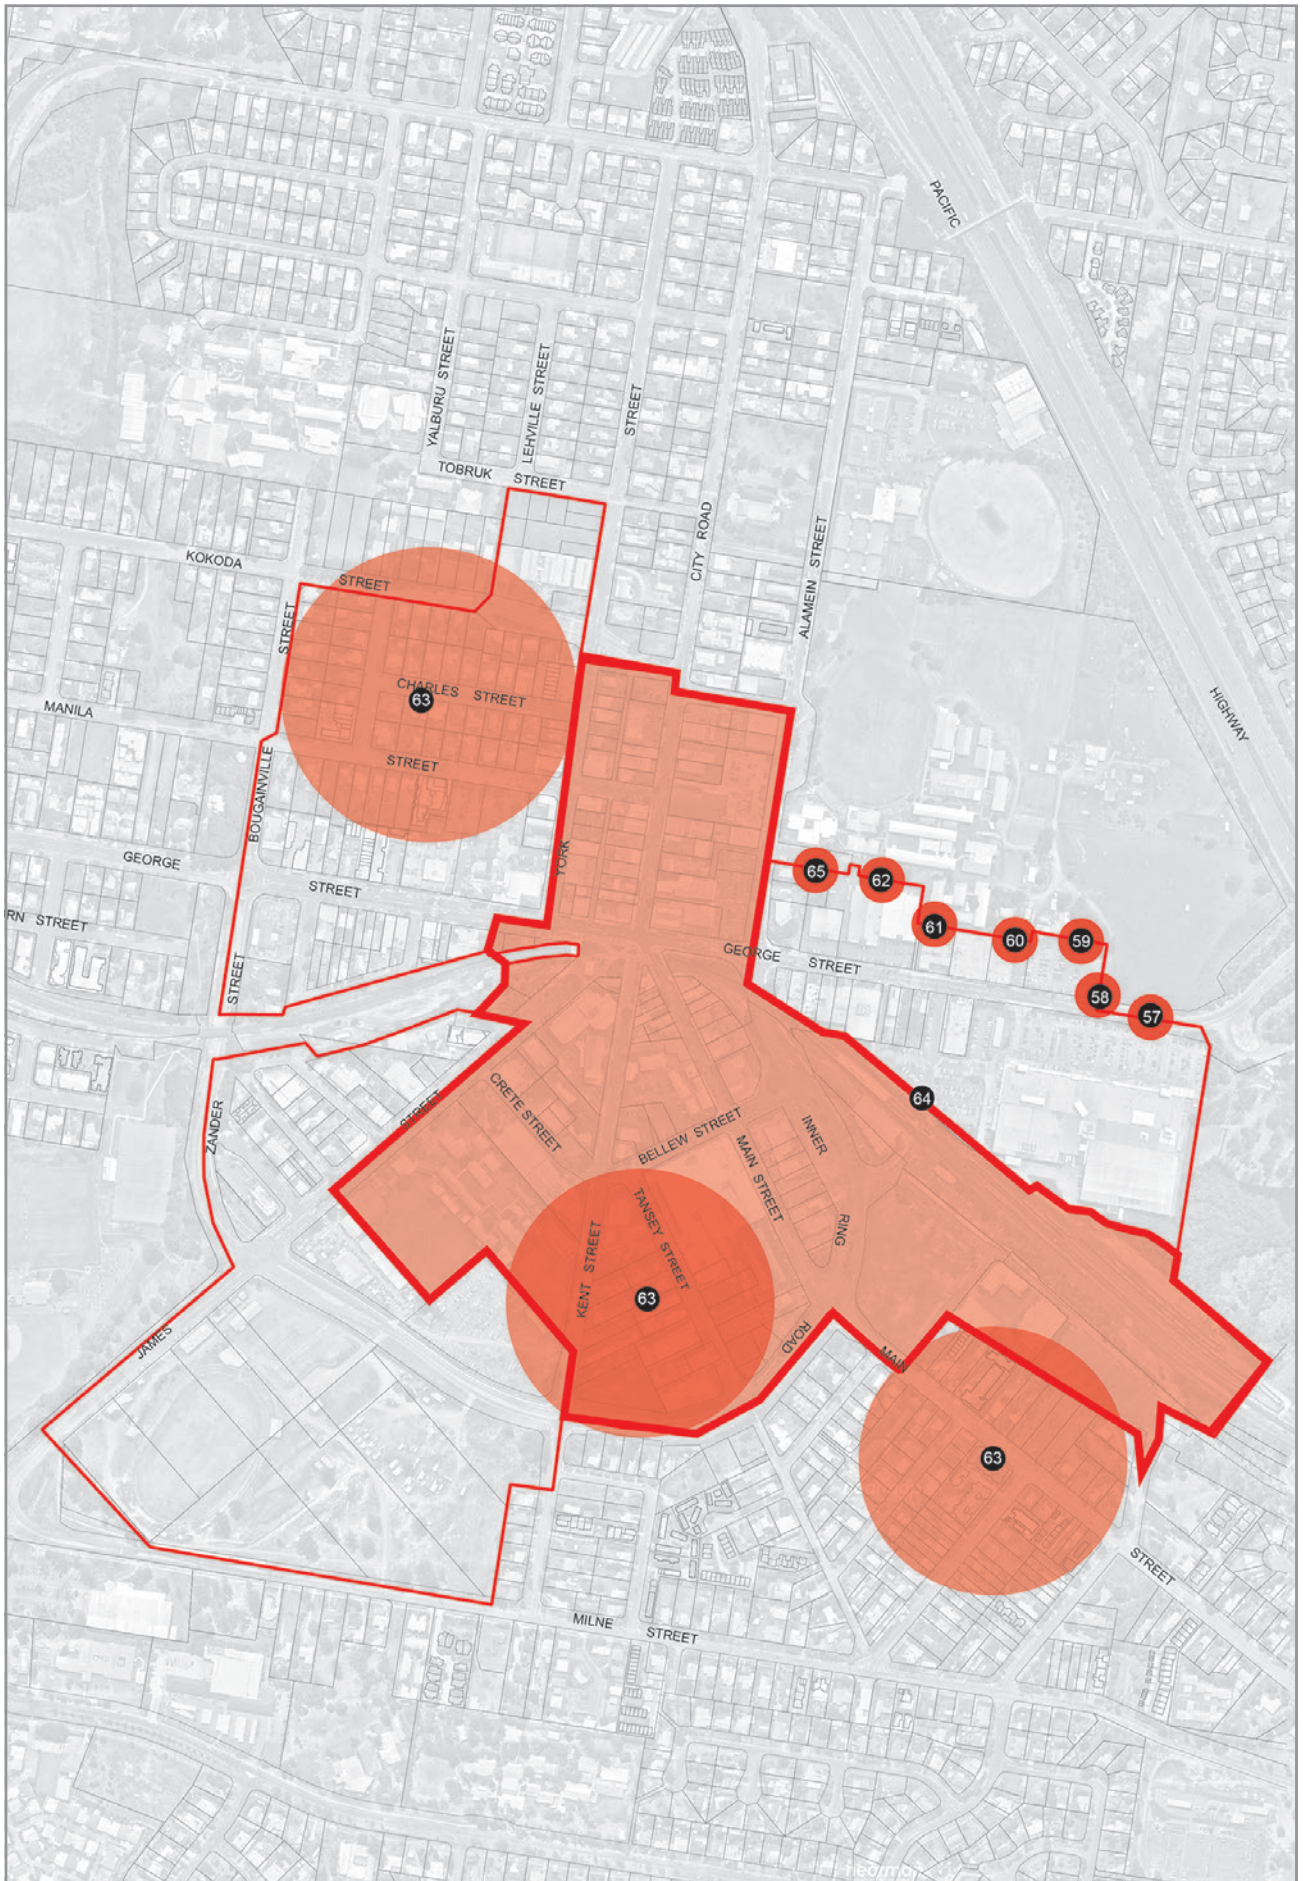 PACIFIC
YALBURU STREET
LEHVILLE STREET
STREET
TOBRUK STREET
CITY ROAD
ALAMEIN STREET
KOKODA
STREET
STREET
CHARLES STREET
63
MANILA
STREET
HIGHWAY
BOUGAINVILLE
GEORGE
STREET
YORK
65
62
61
60
59
58
57
RN STREET
GEORGE STREET
STREET
CRETE STREET
STREET
64
ZANDER
BELLEW STREET
MAIN STREET
INNER
RING
TANSEY STREET
KENT STREET
63
ROAD
MAIN
JAMES
63
STREET
MILNE STREET